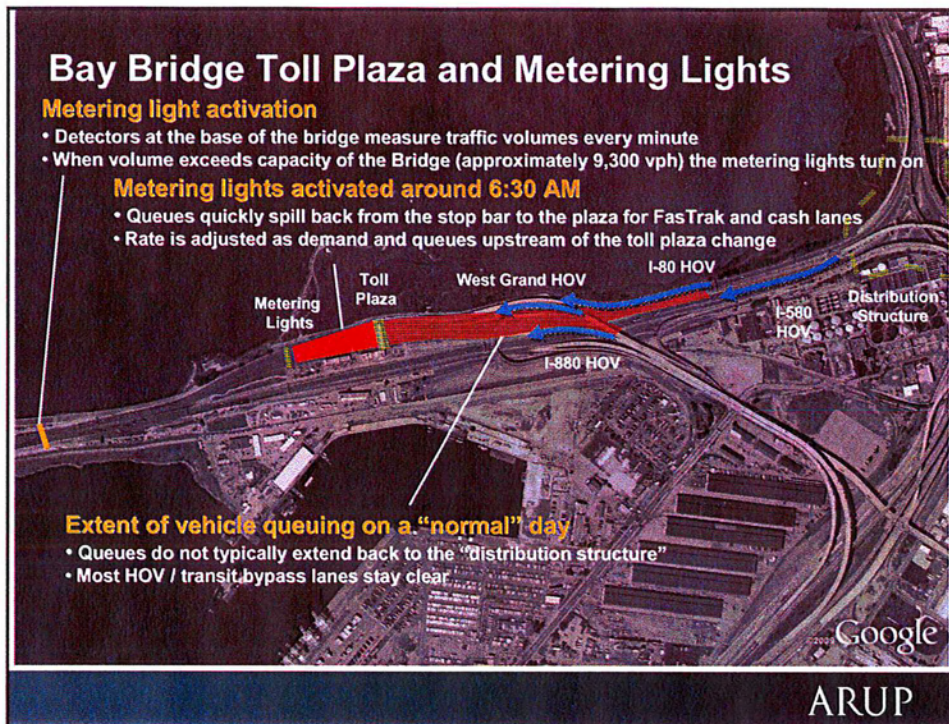 Bay Bridge Toll Plaza and Metering Lights
Metering light activation
• Detectors at the base of the bridge measure traffic volumes every minute
• When volume exceeds capacity of the Bridge (approximately 9,300 vph) the metering lights turn on
Metering lights activated around 6:30 AM
• Queues quickly spill back from the stop bar to the plaza for FasTrak and cash lanes
• Rate is adjusted as demand and queues upstream of the toll plaza change
Metering
Lights
Toll
Plaza
West Grand HOV
I-80 HOV
I-880 HOV
I-580
HOV
Distribution
Structure
Extent of vehicle queuing on a “normal” day
• Queues do not typically extend back to the “distribution structure”
• Most HOV / transit bypass lanes stay clear
Google
ARUP